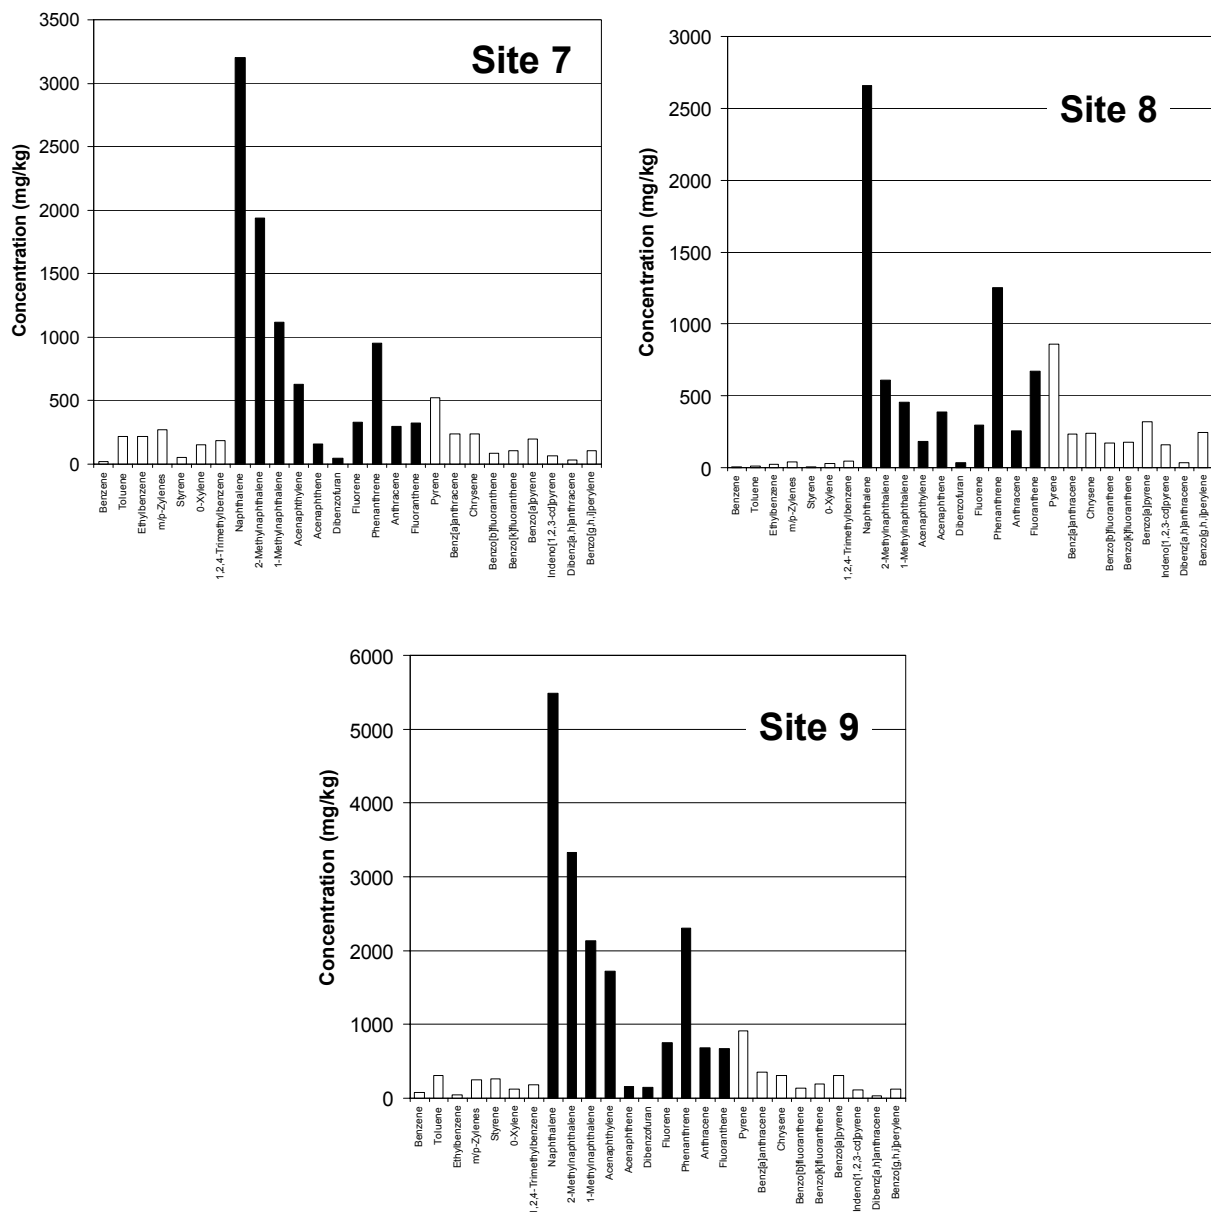 Site 7
Concentration (mg/kg)
3500
3000
2500
2000
1500
1000
500
0
Benzene
Toluene
Ethylbenzene
m/p-Zylenes
Styrene
0-Xylene
1,2,4-Trimethylbenzene
Naphthalene
2-Methylnaphthalene
1-Methylnaphthalene
Acenaphthylene
Acenaphthene
Dibenzofuran
Fluorene
Phenanthrene
Anthracene
Fluoranthene
Pyrene
Benz[a]anthracene
Chrysene
Benzo[b]fluoranthene
Benzo[k]fluoranthene
Benzo[a]pyrene
Indeno[1,2,3-cd]pyrene
Dibenz[a,h]anthracene
Benzo[g,h,i]perylene
Site 8
Concentration (mg/kg)
3000
2500
2000
1500
1000
500
0
Benzene
Toluene
Ethylbenzene
m/p-Zylenes
Styrene
0-Xylene
1,2,4-Trimethylbenzene
Naphthalene
2-Methylnaphthalene
1-Methylnaphthalene
Acenaphthylene
Acenaphthene
Dibenzofuran
Fluorene
Phenanthrene
Anthracene
Fluoranthene
Pyrene
Benz[a]anthracene
Chrysene
Benzo[b]fluoranthene
Benzo[k]fluoranthene
Benzo[a]pyrene
Indeno[1,2,3-cd]pyrene
Dibenz[a,h]anthracene
Benzo[g,h,i]perylene
Site 9
Concentration (mg/kg)
6000
5000
4000
3000
2000
1000
0
Benzene
Toluene
Ethylbenzene
m/p-Zylenes
Styrene
0-Xylene
1,2,4-Trimethylbenzene
Naphthalene
2-Methylnaphthalene
1-Methylnaphthalene
Acenaphthylene
Acenaphthene
Dibenzofuran
Fluorene
Phenanthrene
Anthracene
Fluoranthene
Pyrene
Benz[a]anthracene
Chrysene
Benzo[b]fluoranthene
Benzo[k]fluoranthene
Benzo[a]pyrene
Indeno[1,2,3-cd]pyrene
Dibenz[a,h]anthracene
Benzo[g,h,i]perylene